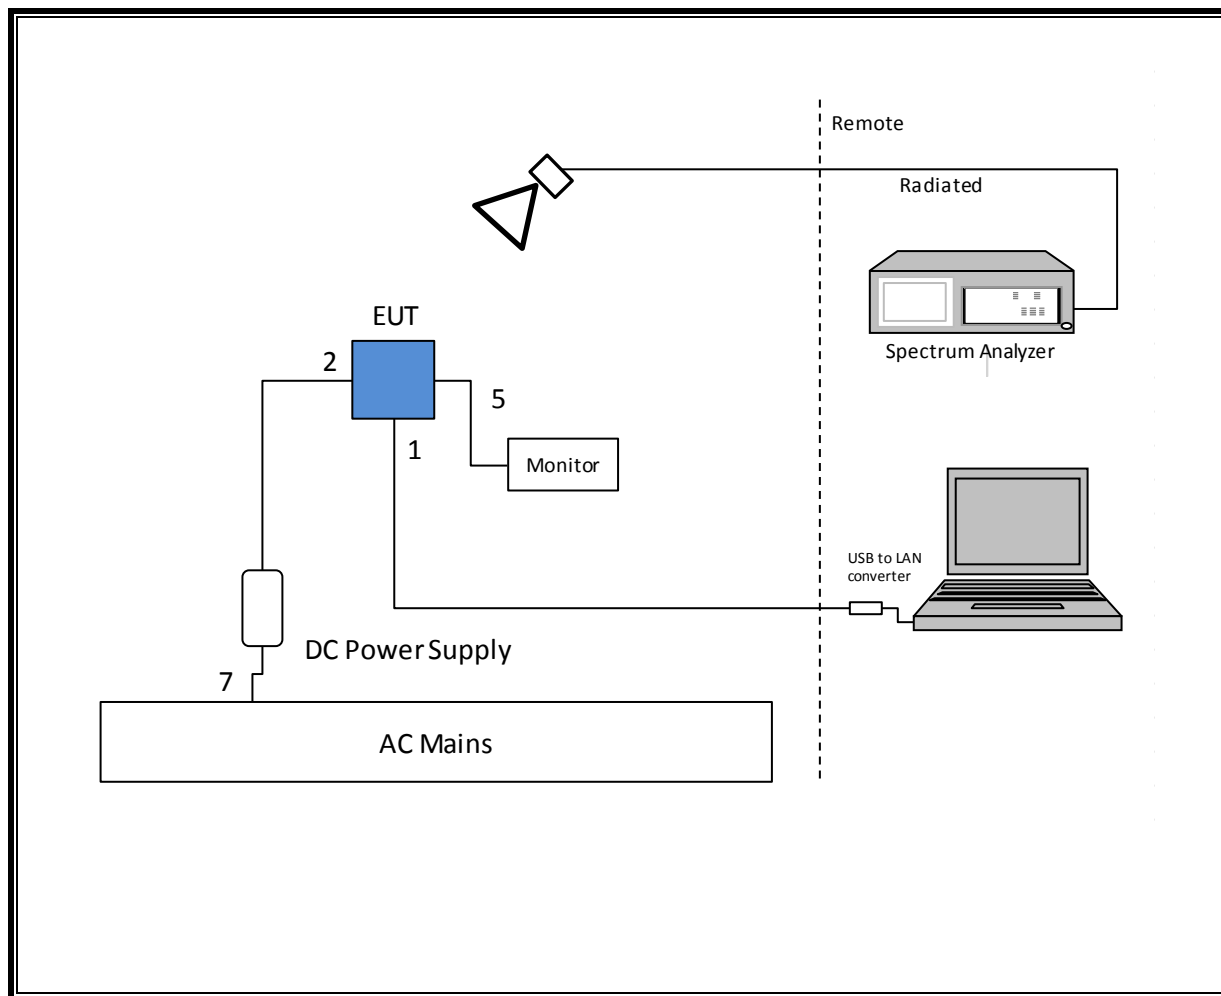 Remote
Radiated
EUT
2
Spectrum Analyzer
5
1
Monitor
USB to LAN
converter
DC Power Supply
7
AC Mains